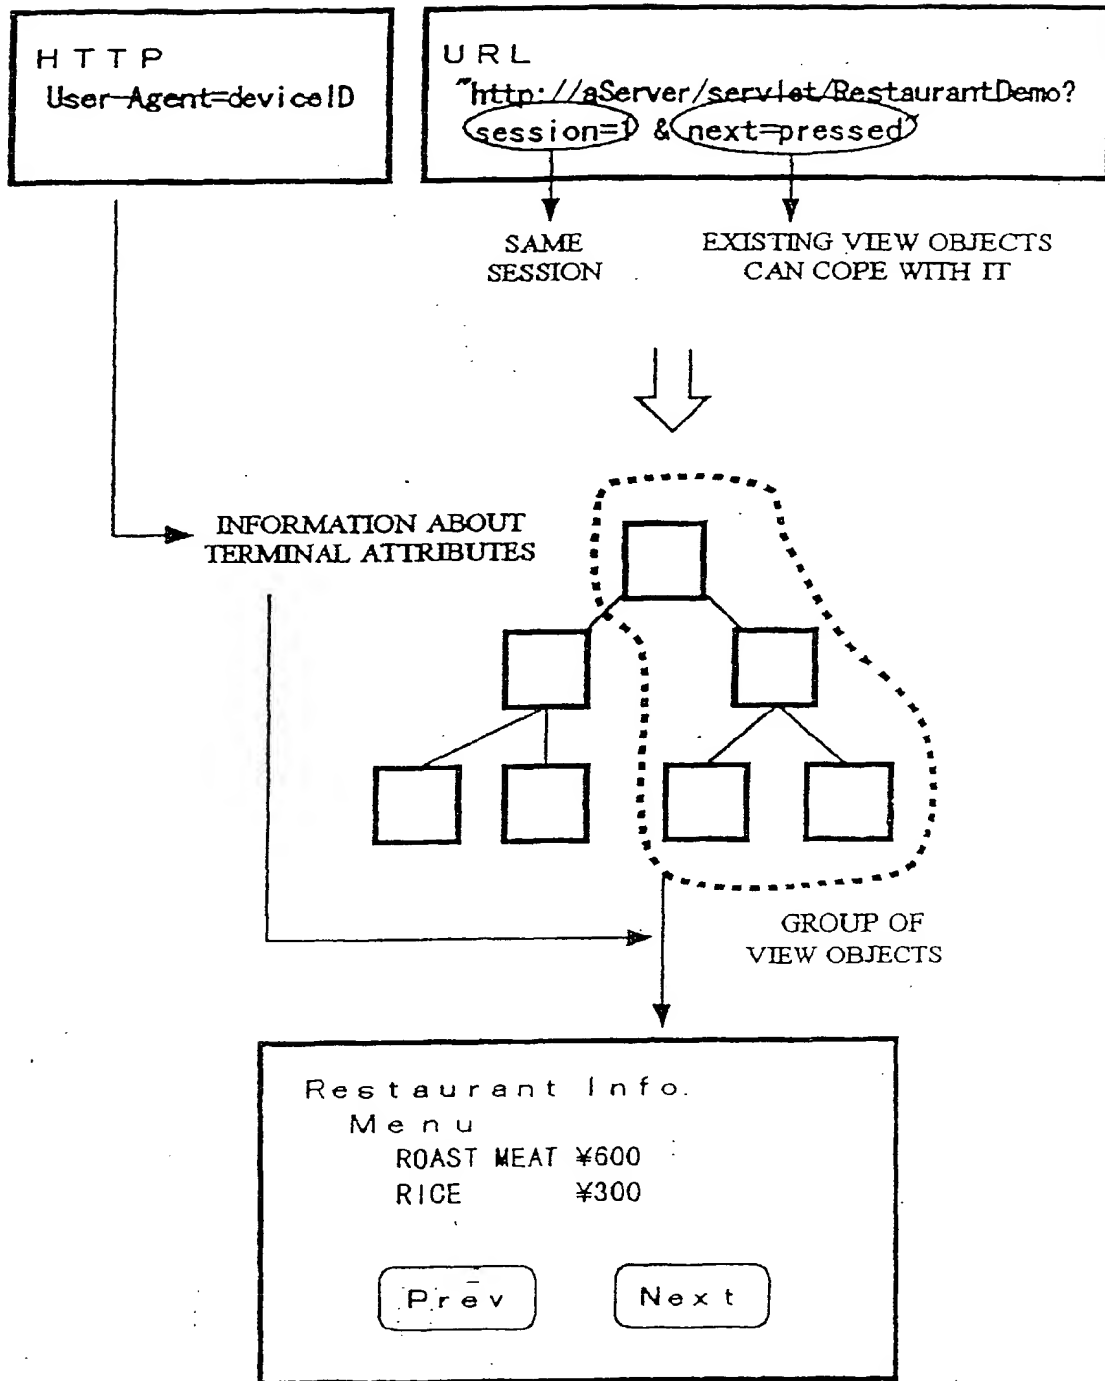 HTTP
User-Agent=deviceID
URL
"http://aServer/servlet/RestaurantDemo?
session=1 & next=pressed"
SAME
SESSION
EXISTING VIEW OBJECTS
CAN COPE WITH IT
INFORMATION ABOUT
TERMINAL ATTRIBUTES
GROUP OF
VIEW OBJECTS
Restaurant Info.
Menu
ROAST MEAT ¥600
RICE ¥300
Prev
Next